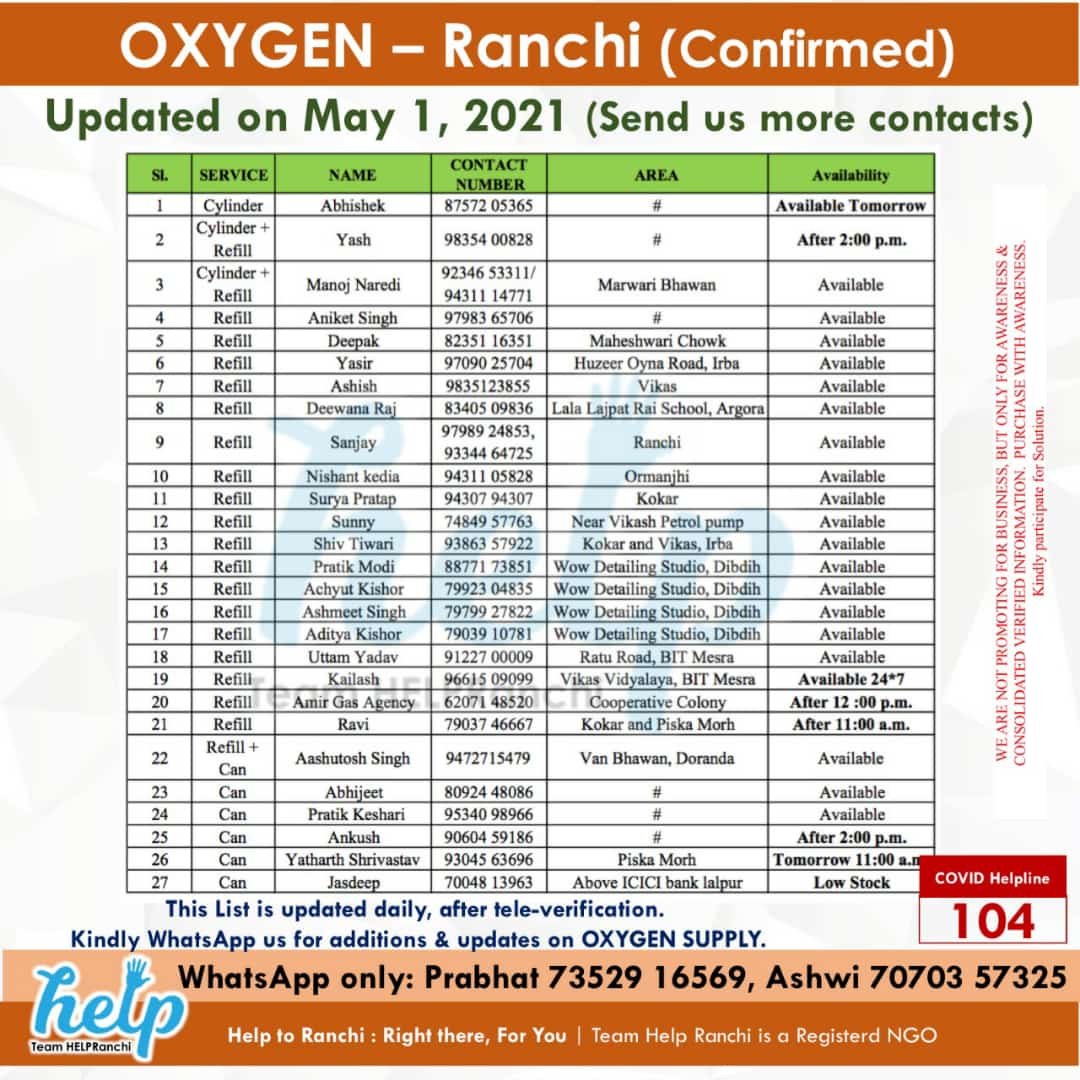 OXYGEN – Ranchi (Confirmed)
Updated on May 1, 2021 (Send us more contacts)
Sl. SERVICE NAME CONTACT NUMBER AREA Availability
1 Cylinder Abhishek 87572 05365 # Available Tomorrow
2 Cylinder + Refill Yash 98354 00828 # After 2:00 p.m.
3 Cylinder + Refill Manoj Naredi 92346 53311/ 94311 14771 Marwari Bhawan Available
4 Refill Aniket Singh 97983 65706 # Available
5 Refill Deepak 82351 16351 Maheshwari Chowk Available
6 Refill Yasir 97090 25704 Huzeer Oyna Road, Irba Available
7 Refill Ashish 9835123855 Vikas Available
8 Refill Deewana Raj 83405 09836 Lala Lajpat Rai School, Argora Available
9 Refill Sanjay 97989 24853, 93344 64725 Ranchi Available
10 Refill Nishant kedia 94311 05828 Ormanjhi Available
11 Refill Surya Pratap 94307 94307 Kokar Available
12 Refill Sunny 74849 57763 Near Vikash Petrol pump Available
13 Refill Shiv Tiwari 93863 57922 Kokar and Vikas, Irba Available
14 Refill Pratik Modi 88771 73851 Wow Detailing Studio, Dibdih Available
15 Refill Achyut Kishor 79923 04835 Wow Detailing Studio, Dibdih Available
16 Refill Ashmeet Singh 79799 27822 Wow Detailing Studio, Dibdih Available
17 Refill Aditya Kishor 79039 10781 Wow Detailing Studio, Dibdih Available
18 Refill Uttam Yadav 91227 00009 Ratu Road, BIT Mesra Available
19 Refill Kailash 96615 09099 Vikas Vidyalaya, BIT Mesra Available 24*7
20 Refill Amir Gas Agency 62071 48520 Cooperative Colony After 12 :00 p.m.
21 Refill Ravi 79037 46667 Kokar and Piska Morh After 11:00 a.m.
22 Refill + Can Aashutosh Singh 9472715479 Van Bhawan, Doranda Available
23 Can Abhijeet 80924 48086 # Available
24 Can Pratik Keshari 95340 98966 # Available
25 Can Ankush 90604 59186 # After 2:00 p.m.
26 Can Yatharth Shrivastav 93045 63696 Piska Morh Tomorrow 11:00 a.m
27 Can Jasdeep 70048 13963 Above ICICI bank lalpur Low Stock
help
Team HELPRanchi
WE ARE NOT PROMOTING FOR BUSINESS, BUT ONLY FOR AWARENESS &
CONSOLIDATED VERIFIED INFORMATION. PURCHASE WITH AWARENESS.
Kindly participate for Solution.
COVID Helpline
104
This List is updated daily, after tele-verification.
Kindly WhatsApp us for additions & updates on OXYGEN SUPPLY.
WhatsApp only: Prabhat 73529 16569, Ashwi 70703 57325
help
Team HELPRanchi
Help to Ranchi : Right there, For You | Team Help Ranchi is a Registerd NGO